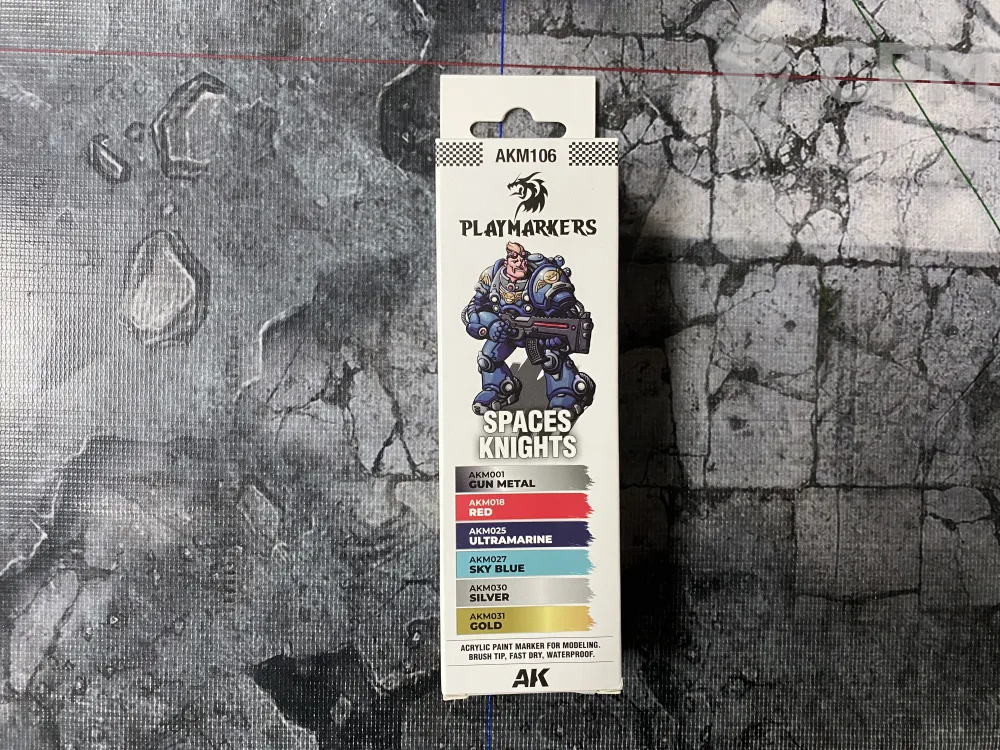 AKM106
PLAYMARKERS
SPACES
KNIGHTS
AKM001
GUN METAL
AKM018
RED
AKM025
ULTRAMARINE
AKM027
SKY BLUE
AKM030
SILVER
AKM031
GOLD
ACRYLIC PAINT MARKER FOR MODELING.
BRUSH TIP, FAST DRY, WATERPROOF.
AK